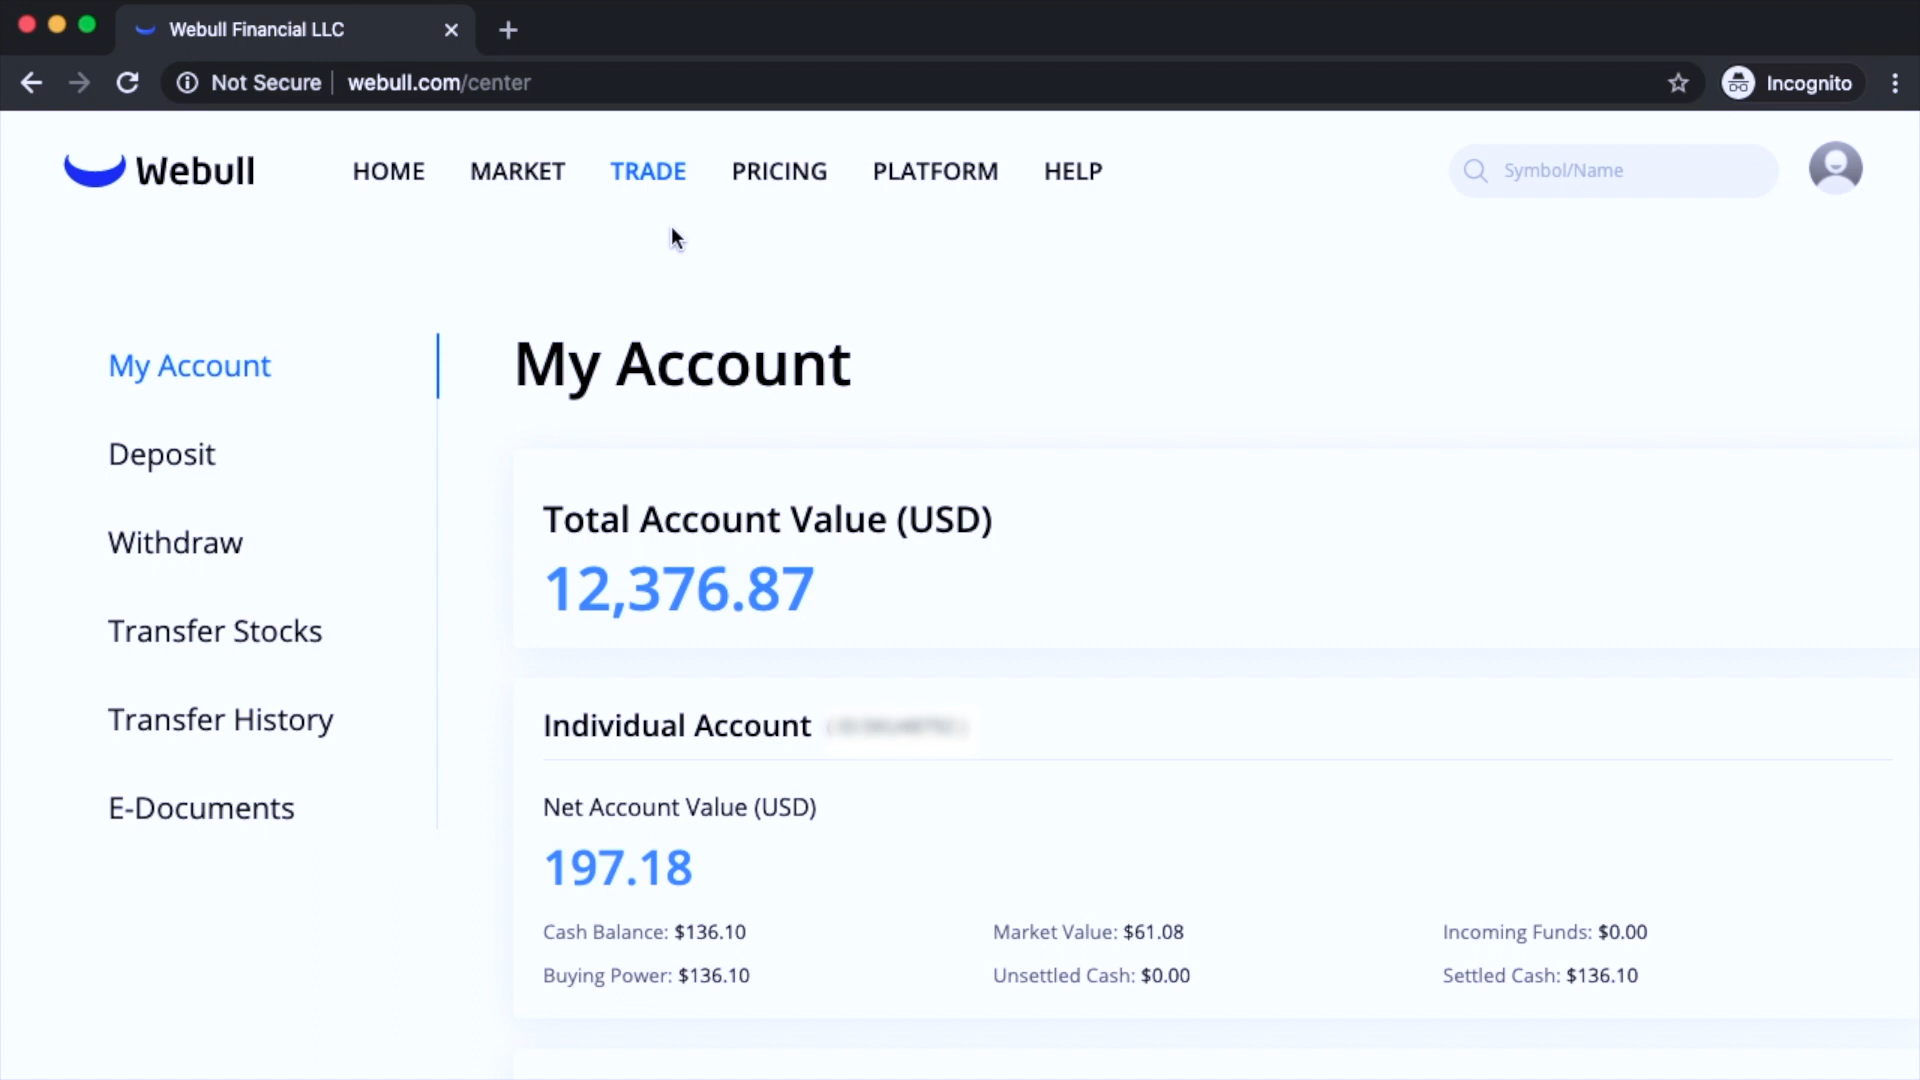 Webull Financial LLC
Not Secure webull.com/center
Incognito
Webull
HOME MARKET TRADE PRICING PLATFORM HELP
Symbol/Name
My Account
Deposit
Withdraw
Transfer Stocks
Transfer History
E-Documents
My Account
Total Account Value (USD)
12,376.87
Individual Account
Net Account Value (USD)
197.18
Cash Balance: $136.10 Market Value: $61.08 Incoming Funds: $0.00
Buying Power: $136.10 Unsettled Cash: $0.00 Settled Cash: $136.10